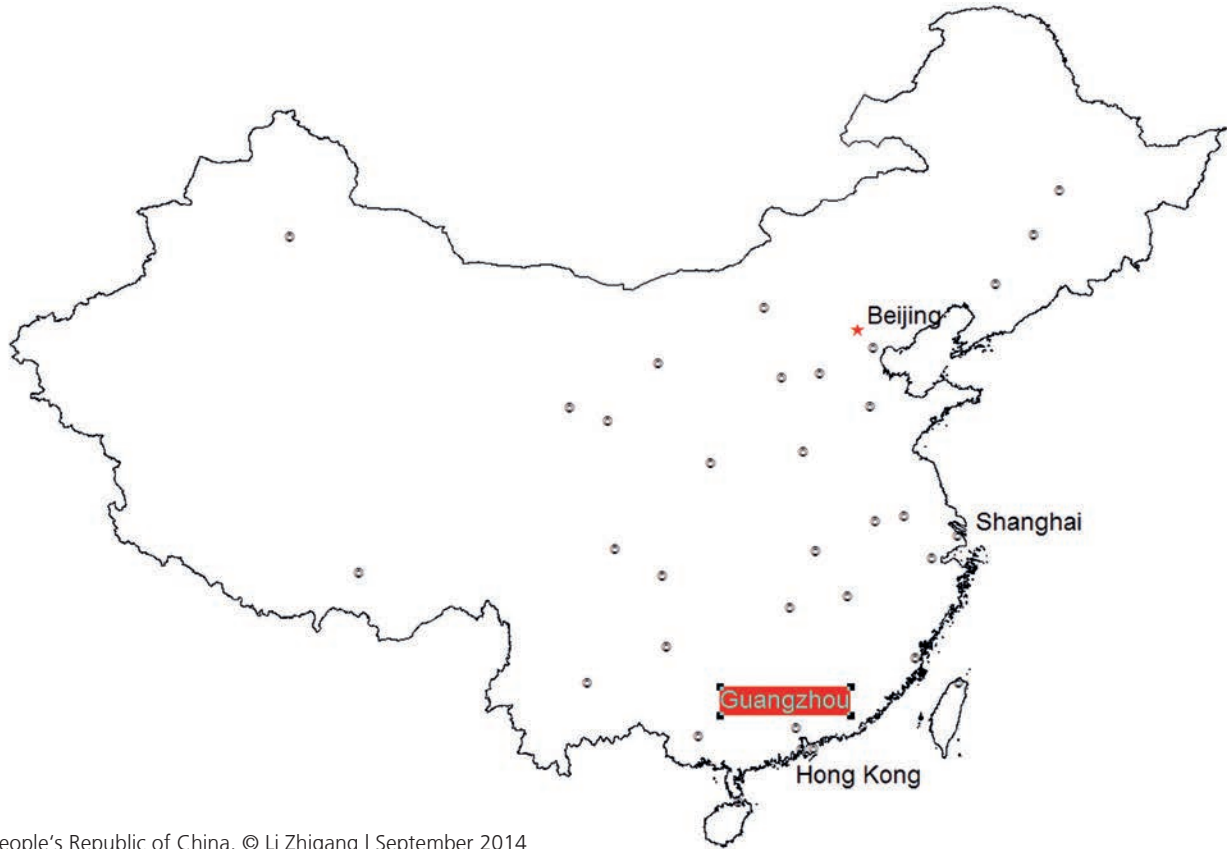 Beijing
Shanghai
Guangzhou
Hong Kong
eople's Republic of China. © Li Zhigang | September 2014